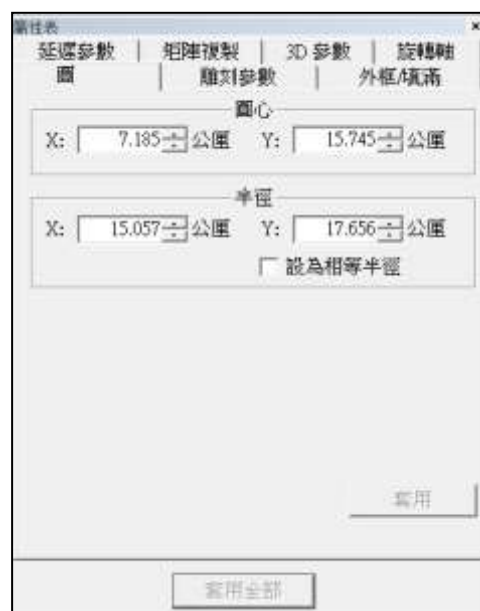 屬性表
延遲參數 矩陣複製 3D 參數 旋轉軸
圓 雕刻參數 外框/填滿
圓心
X: 7.185 公厘 Y: 15.745 公厘
半徑
X: 15.057 公厘 Y: 17.656 公厘
設為相等半徑
套用
套用全部